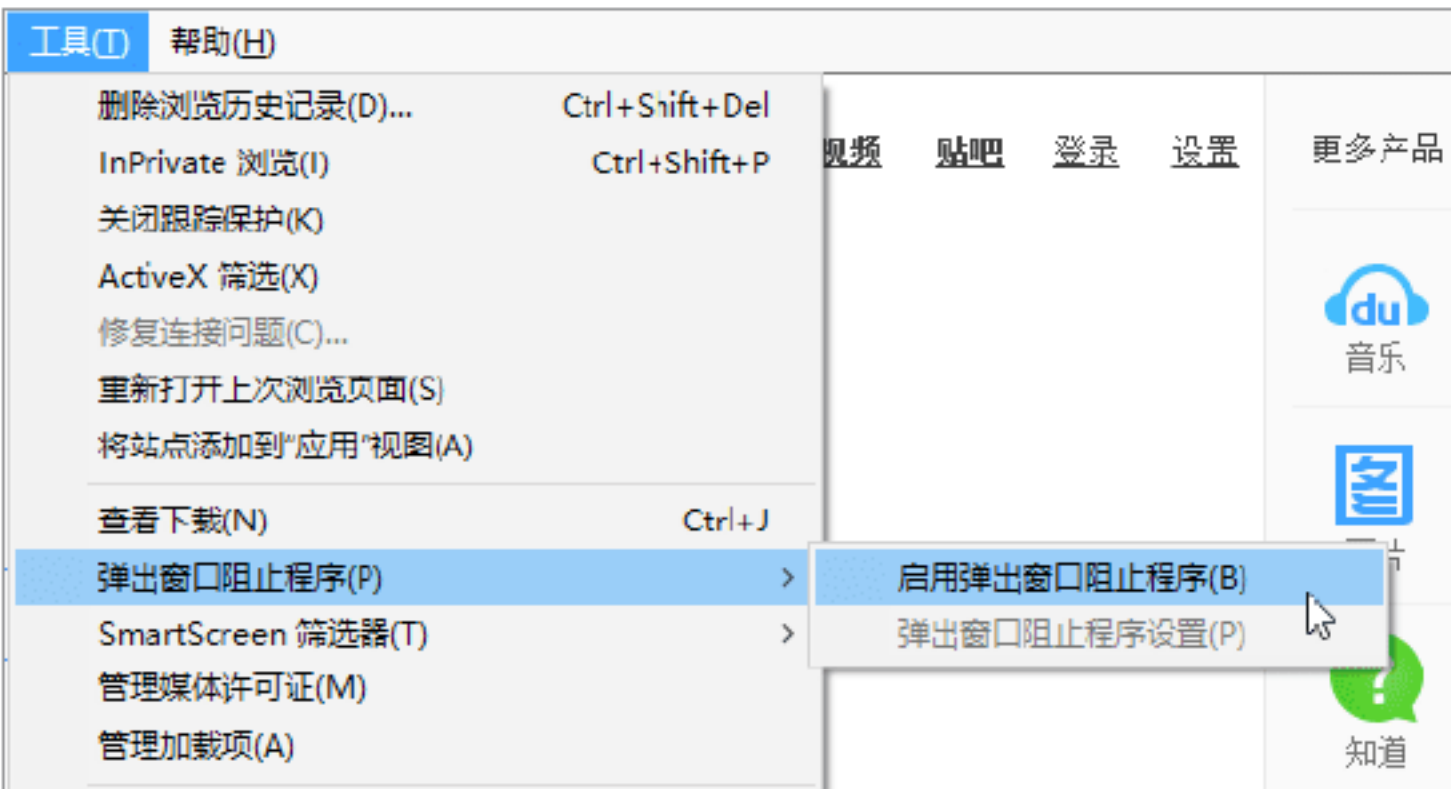 工具(T) 帮助(H)
删除浏览历史记录(D)... Ctrl+Shift+Del
InPrivate 浏览(I) Ctrl+Shift+P
关闭跟踪保护(K)
ActiveX 筛选(X)
修复连接问题(C)...
重新打开上次浏览页面(S)
将站点添加到“应用”视图(A)
查看下载(N) Ctrl+J
弹出窗口阻止程序(P) >
SmartScreen 筛选器(T) >
管理媒体许可证(M)
管理加载项(A)
启用弹出窗口阻止程序(B)
弹出窗口阻止程序设置(P)
视频 贴吧 登录 设置 更多产品
du
音乐
图
?
知道